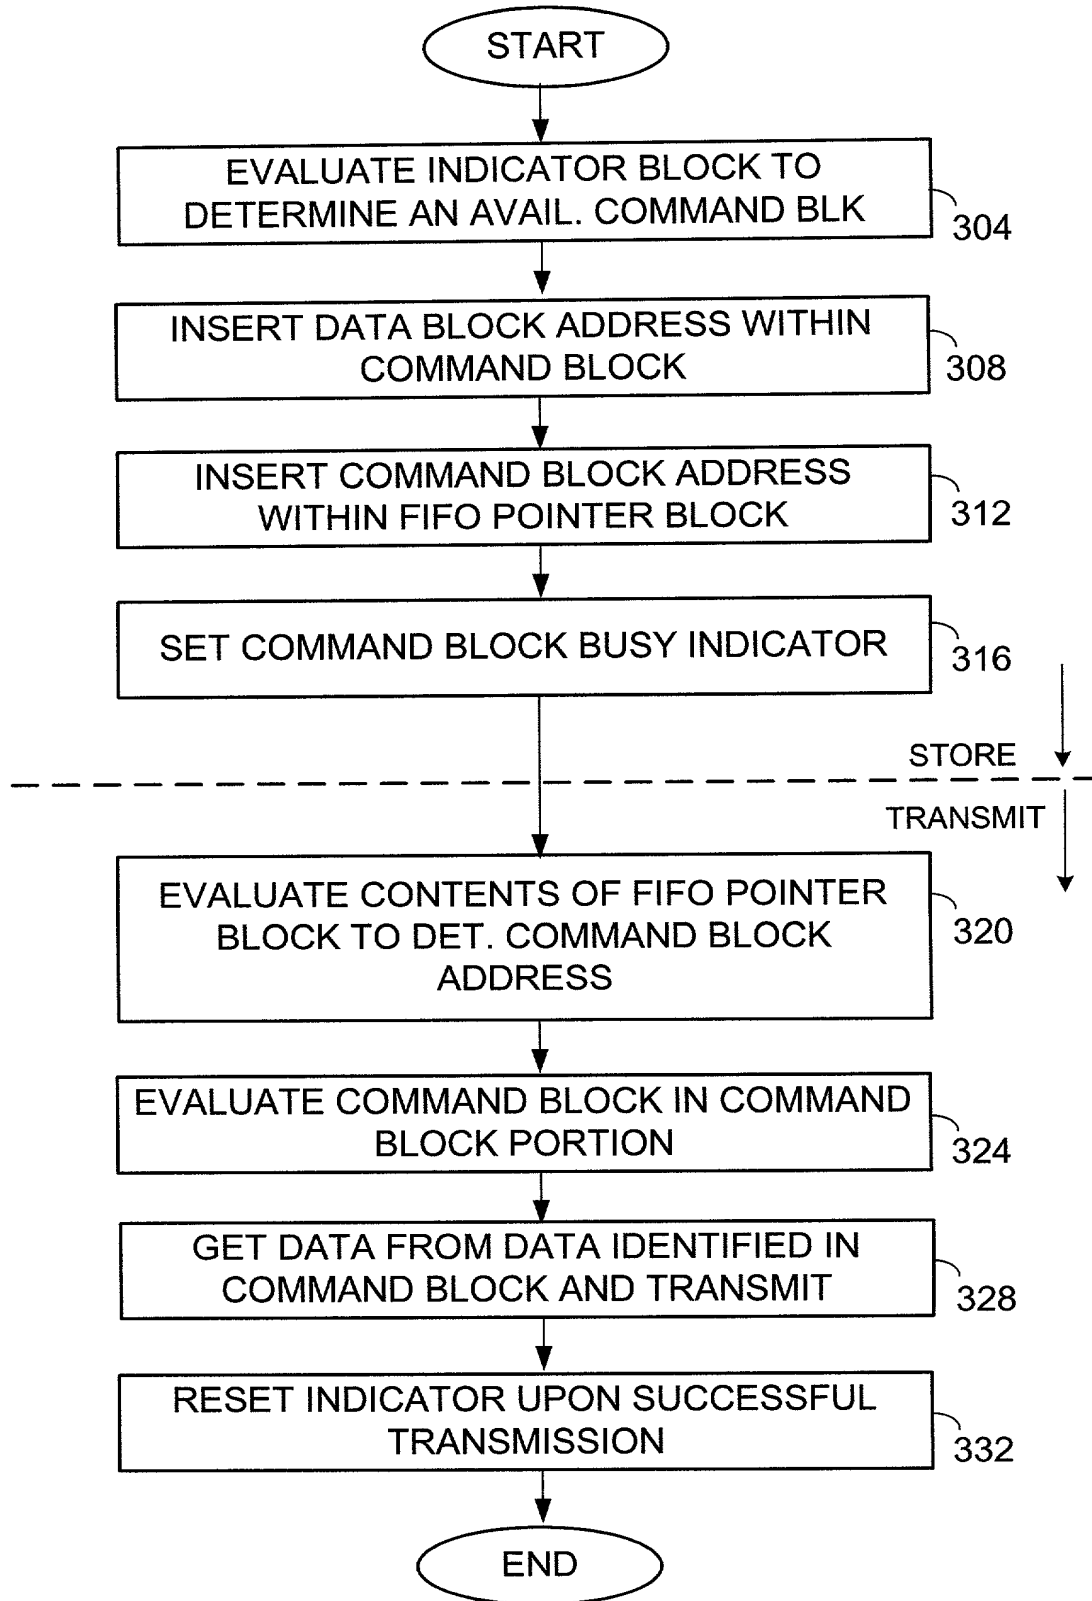 START
EVALUATE INDICATOR BLOCK TO
DETERMINE AN AVAIL. COMMAND BLK
304
INSERT DATA BLOCK ADDRESS WITHIN
COMMAND BLOCK
308
INSERT COMMAND BLOCK ADDRESS
WITHIN FIFO POINTER BLOCK
312
SET COMMAND BLOCK BUSY INDICATOR
316
STORE
TRANSMIT
EVALUATE CONTENTS OF FIFO POINTER
BLOCK TO DET. COMMAND BLOCK
ADDRESS
320
EVALUATE COMMAND BLOCK IN COMMAND
BLOCK PORTION
324
GET DATA FROM DATA IDENTIFIED IN
COMMAND BLOCK AND TRANSMIT
328
RESET INDICATOR UPON SUCCESSFUL
TRANSMISSION
332
END